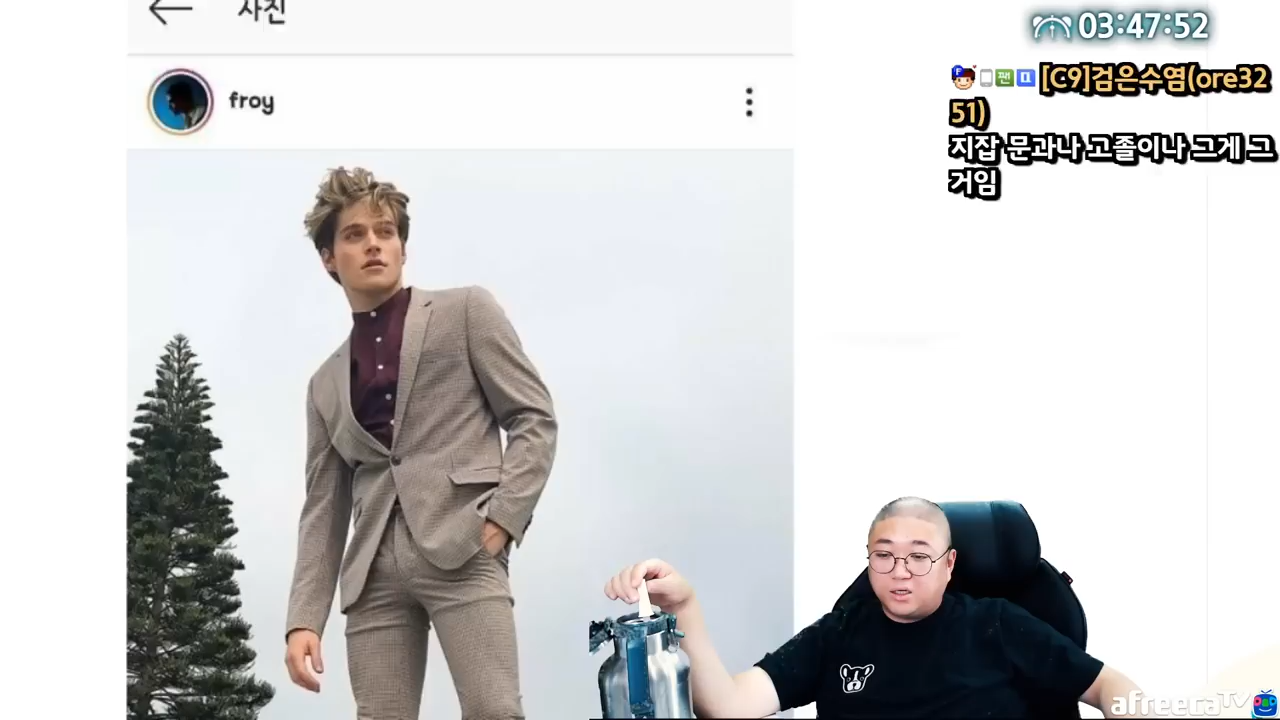 사진
froy
03:47:52
[C9]검은수염(ore32
51)
지잡 문과나 고졸이나 그게 그
거임
afreecaTV